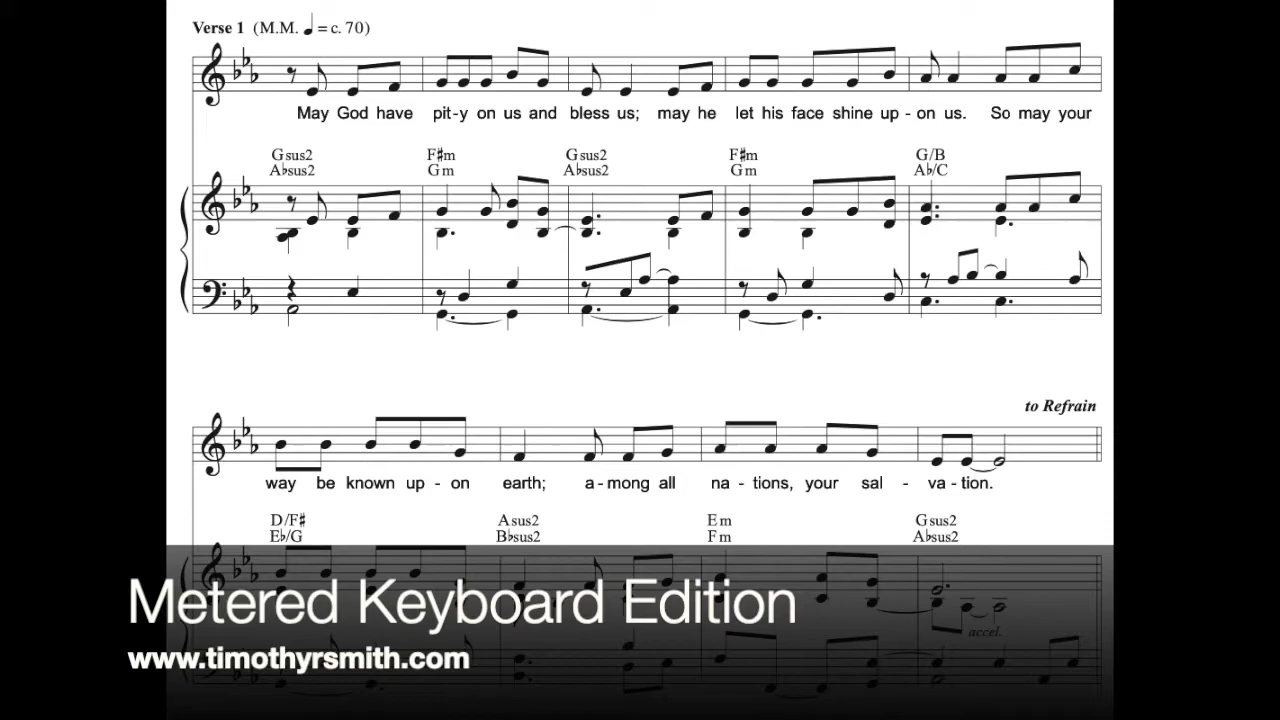 Verse 1 (M.M. ♩ = c. 70)
May God have pit-y on us and bless us; may he let his face shine up - on us. So may your
Gsus2 F♯m Gsus2 F♯m G/B
A♭sus2 Gm A♭sus2 Gm A♭/C
to Refrain
way be known up - on earth; a-mong all na - tions, your sal - va - tion.
D/F♯ Asus2 Em Gsus2
E♭/G B♭sus2 Fm A♭sus2
Metered Keyboard Edition
accel.
www.timothyrsmith.com